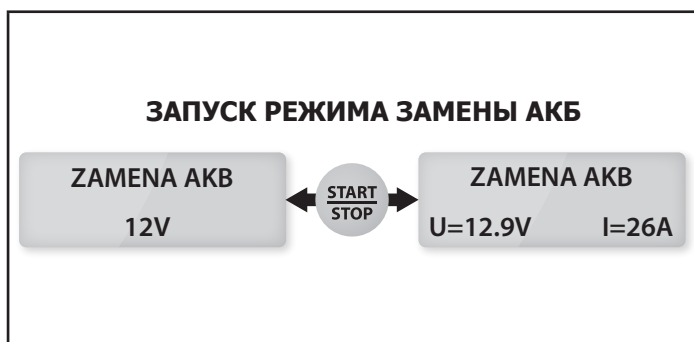 ЗАПУСК РЕЖИМА ЗАМЕНЫ АКБ
ZAMENA AKB
12V
START
STOP
ZAMENA AKB
U=12.9V I=26A